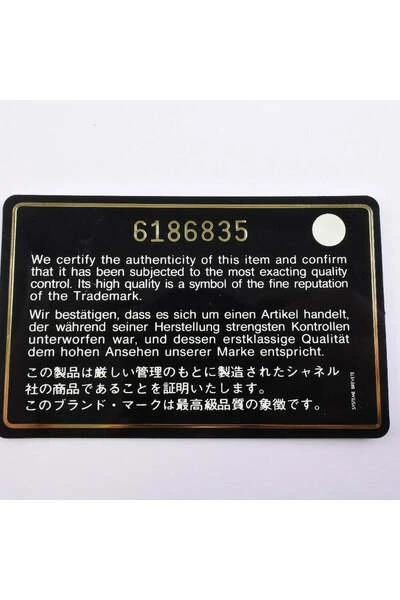 6186835
We certify the authenticity of this item and confirm
that it has been subjected to the most exacting quality
control. Its high quality is a symbol of the fine reputation
of the Trademark.
Wir bestätigen, dass es sich um einen Artikel handelt,
der während seiner Herstellung strengsten Kontrollen
unterworfen war, und dessen erstklassige Qualität
dem hohen Ansehen unserer Marke entspricht.
この製品は厳しい管理のもとに製造されたシャネル
社の商品であることを証明いたします。
このブランド・マークは最高級品質の象徴です。